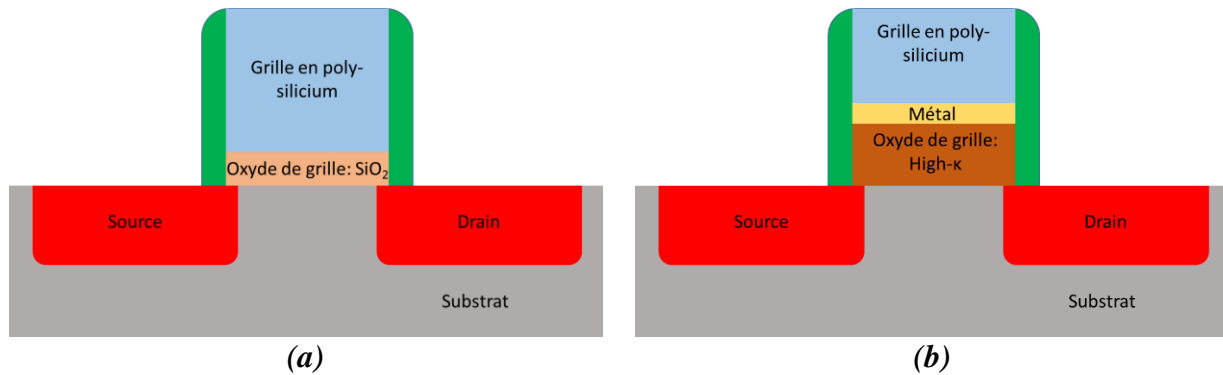 Grille en poly-
silicium
Oxyde de grille: SiO₂
Source
Drain
Substrat
(a)
Grille en poly-
silicium
Métal
Oxyde de grille:
High-κ
Source
Drain
Substrat
(b)